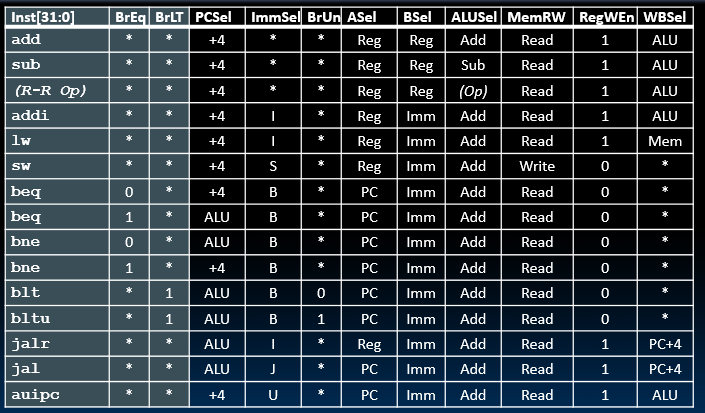 Inst[31:0] BrEq BrLT PCSel ImmSel BrUn ASel BSel ALUSel MemRW RegWEn WBSel
add * * +4 * * Reg Reg Add Read 1 ALU
sub * * +4 * * Reg Reg Sub Read 1 ALU
(R-R Op) * * +4 * * Reg Reg (Op) Read 1 ALU
addi * * +4 I * Reg Imm Add Read 1 ALU
lw * * +4 I * Reg Imm Add Read 1 Mem
sw * * +4 S * Reg Imm Add Write 0 *
beq 0 * +4 B * PC Imm Add Read 0 *
beq 1 * ALU B * PC Imm Add Read 0 *
bne 0 * ALU B * PC Imm Add Read 0 *
bne 1 * +4 B * PC Imm Add Read 0 *
blt * 1 ALU B 0 PC Imm Add Read 0 *
bltu * 1 ALU B 1 PC Imm Add Read 0 *
jalr * * ALU I * Reg Imm Add Read 1 PC+4
jal * * ALU J * PC Imm Add Read 1 PC+4
auipc * * +4 U * PC Imm Add Read 1 ALU